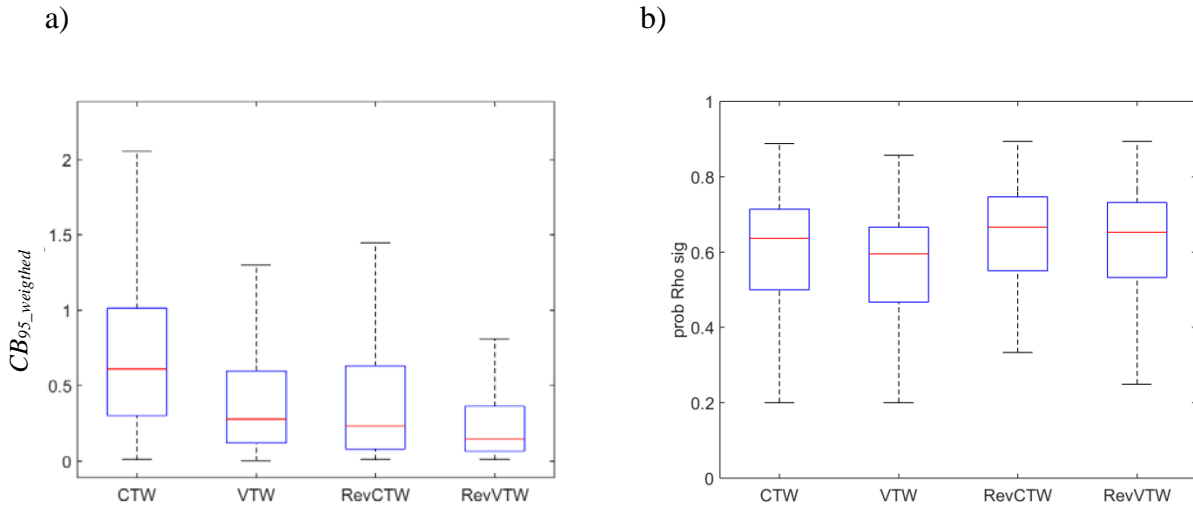 a)
CB95_weigthed
2
1.5
1
0.5
0
CTW VTW RevCTW RevVTW
b)
prob Rho sig
1
0.8
0.6
0.4
0.2
0
CTW VTW RevCTW RevVTW